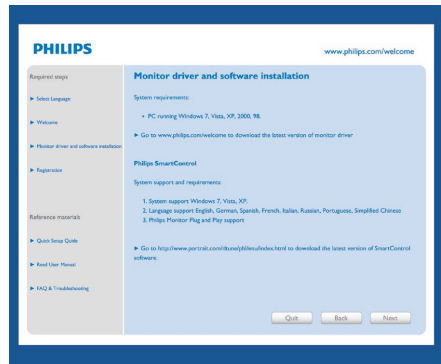 PHILIPS
www.philips.com/welcome
Required steps
► Select Language
► Welcome
► Monitor driver and software installation
► Registration
Reference materials
► Quick Setup Guide
► Read User Manual
► FAQ & Troubleshooting
Monitor driver and software installation
System requirements:
• PC running Windows 7, Vista, XP, 2000, 98.
► Go to www.philips.com/welcome to download the latest version of monitor driver
Philips SmartControl
System support and requirements:
1. System support Windows 7, Vista, XP.
2. Language support English, German, Spanish, French, Italian, Russian, Portuguese, Simplified Chinese
3. Philips Monitor Plug and Play support
► Go to http://www.portrait.com/dtune/philips/index.html to download the latest version of SmartControl
software.
Quit
Back
Next